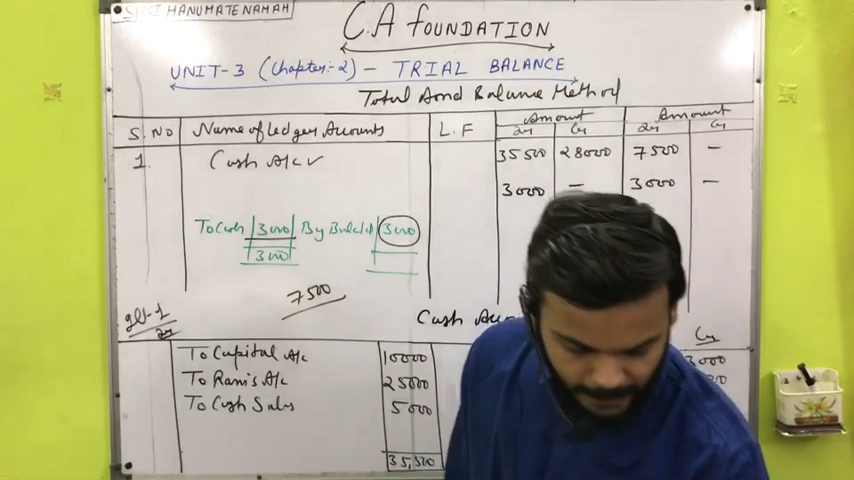 SHRI HANUMATE NAMAH
CA FOUNDATION
UNIT-3 (Chapter:-2) - TRIAL BALANCE
Total And Balance Method
S.No Name of Ledger Accounts L.F Amount Amount
Dr Cr Dr Cr
1. Cash A/c ✓ 35500 28000 7500 -
3000 - 3000 -
To Cash 3000 By Bal c/d 3000
3000
7500
Cash
Cr
To Capital A/c 10000 3000
To Ram's A/c
To Cash Sales 5000
35,500